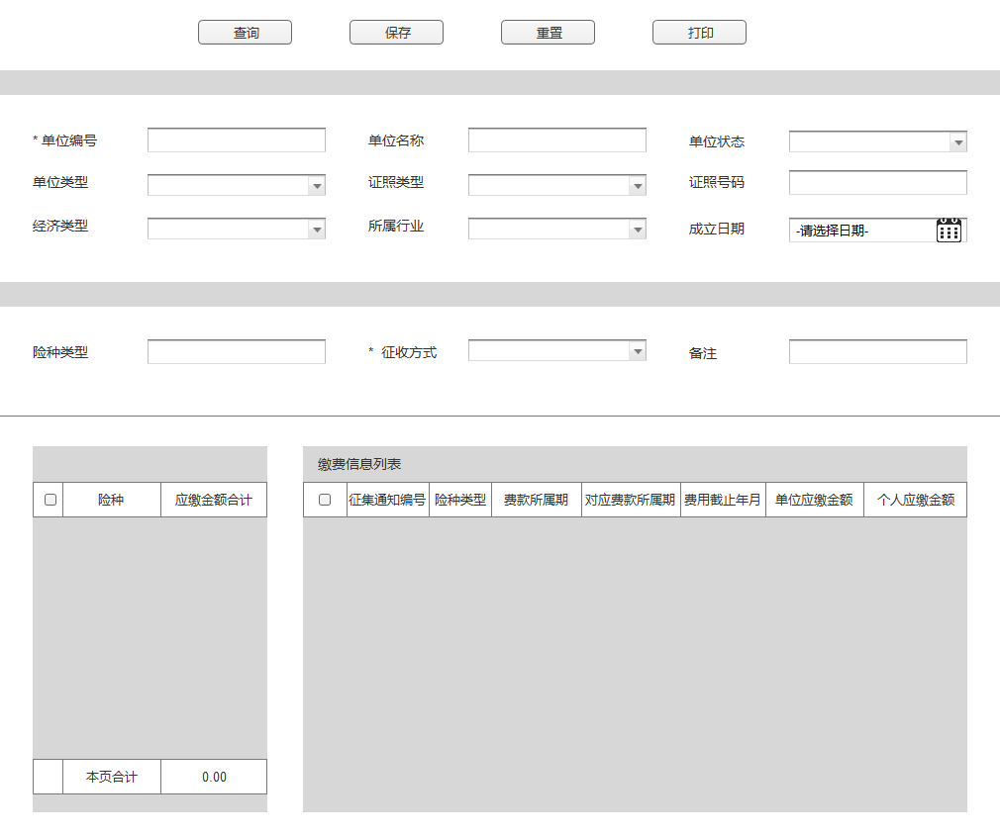 查询 保存 重置 打印
* 单位编号 单位名称 单位状态
单位类型 证照类型 证照号码
经济类型 所属行业 成立日期 -请选择日期-
险种类型 * 征收方式 备注
缴费信息列表
险种 应缴金额合计 征集通知编号 险种类型 费款所属期 对应费款所属期 费用截止年月 单位应缴金额 个人应缴金额
本页合计 0.00